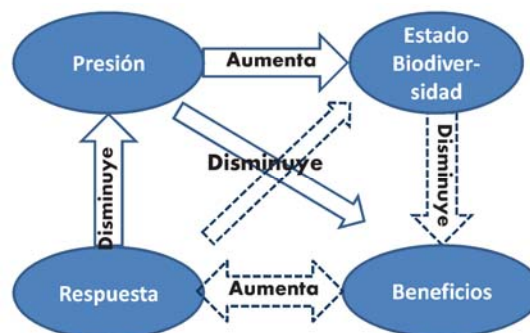 Presión
Aumenta
Estado
Biodiver-
sidad
Disminuye
Disminuye
Disminuye
Respuesta
Aumenta
Beneficios